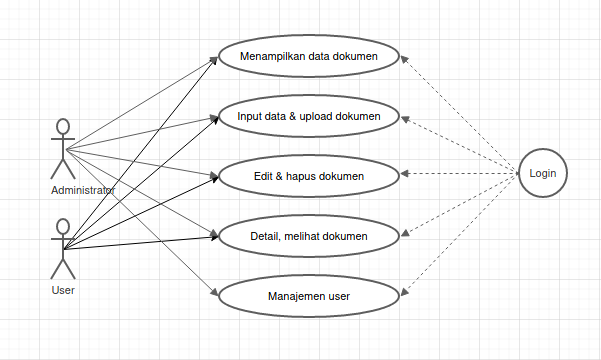 Menampilkan data dokumen
Input data & upload dokumen
Administrator
Edit & hapus dokumen
Login
User
Detail, melihat dokumen
Manajemen user